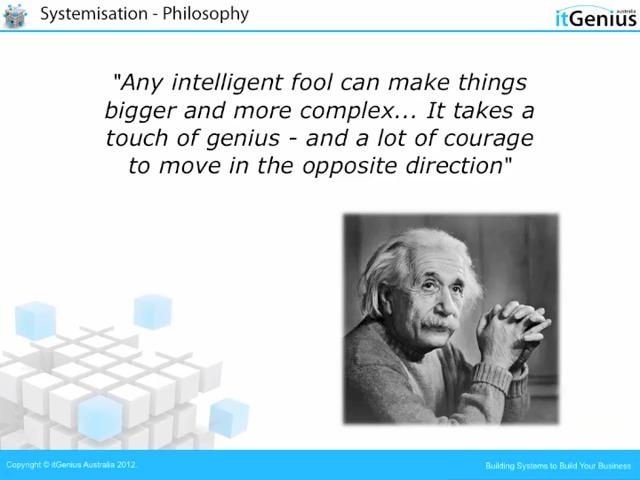 Systemisation - Philosophy
itGenius
australia
"Any intelligent fool can make things
bigger and more complex... It takes a
touch of genius - and a lot of courage
to move in the opposite direction"
Copyright © itGenius Australia 2012.
Building Systems to Build Your Business